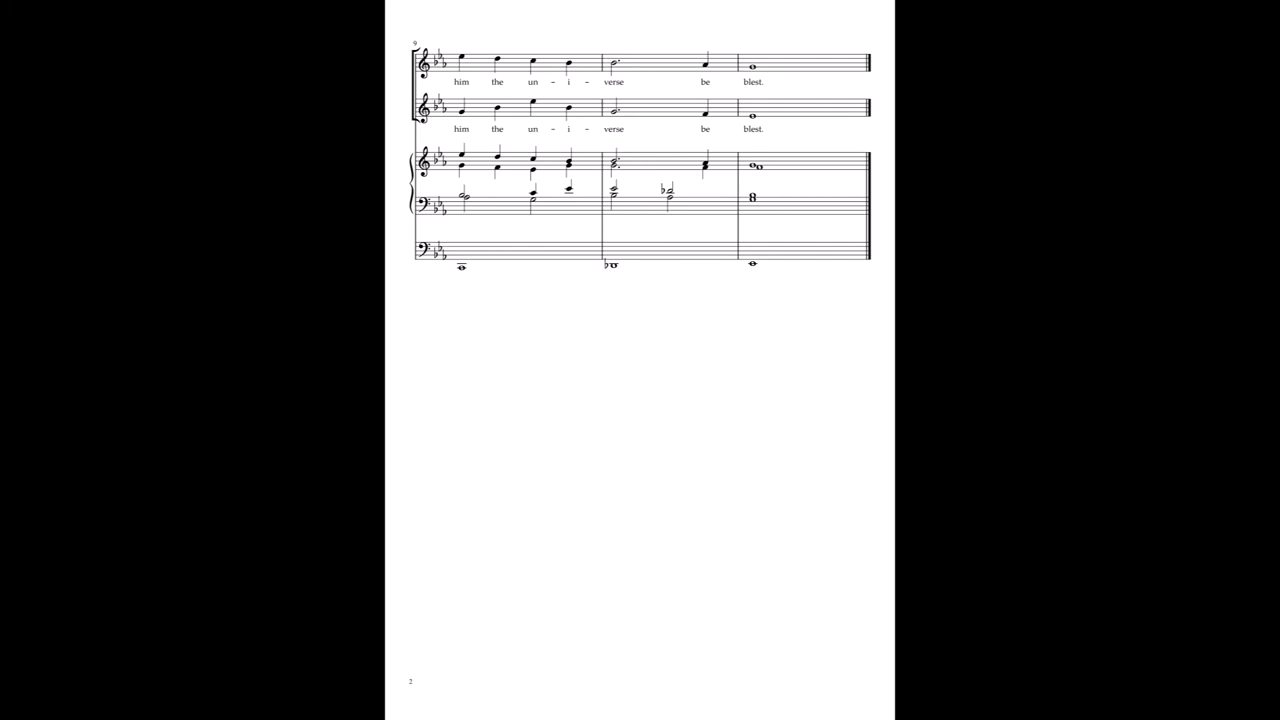 9
him the un - i - verse be blest.
him the un - i - verse be blest.
2